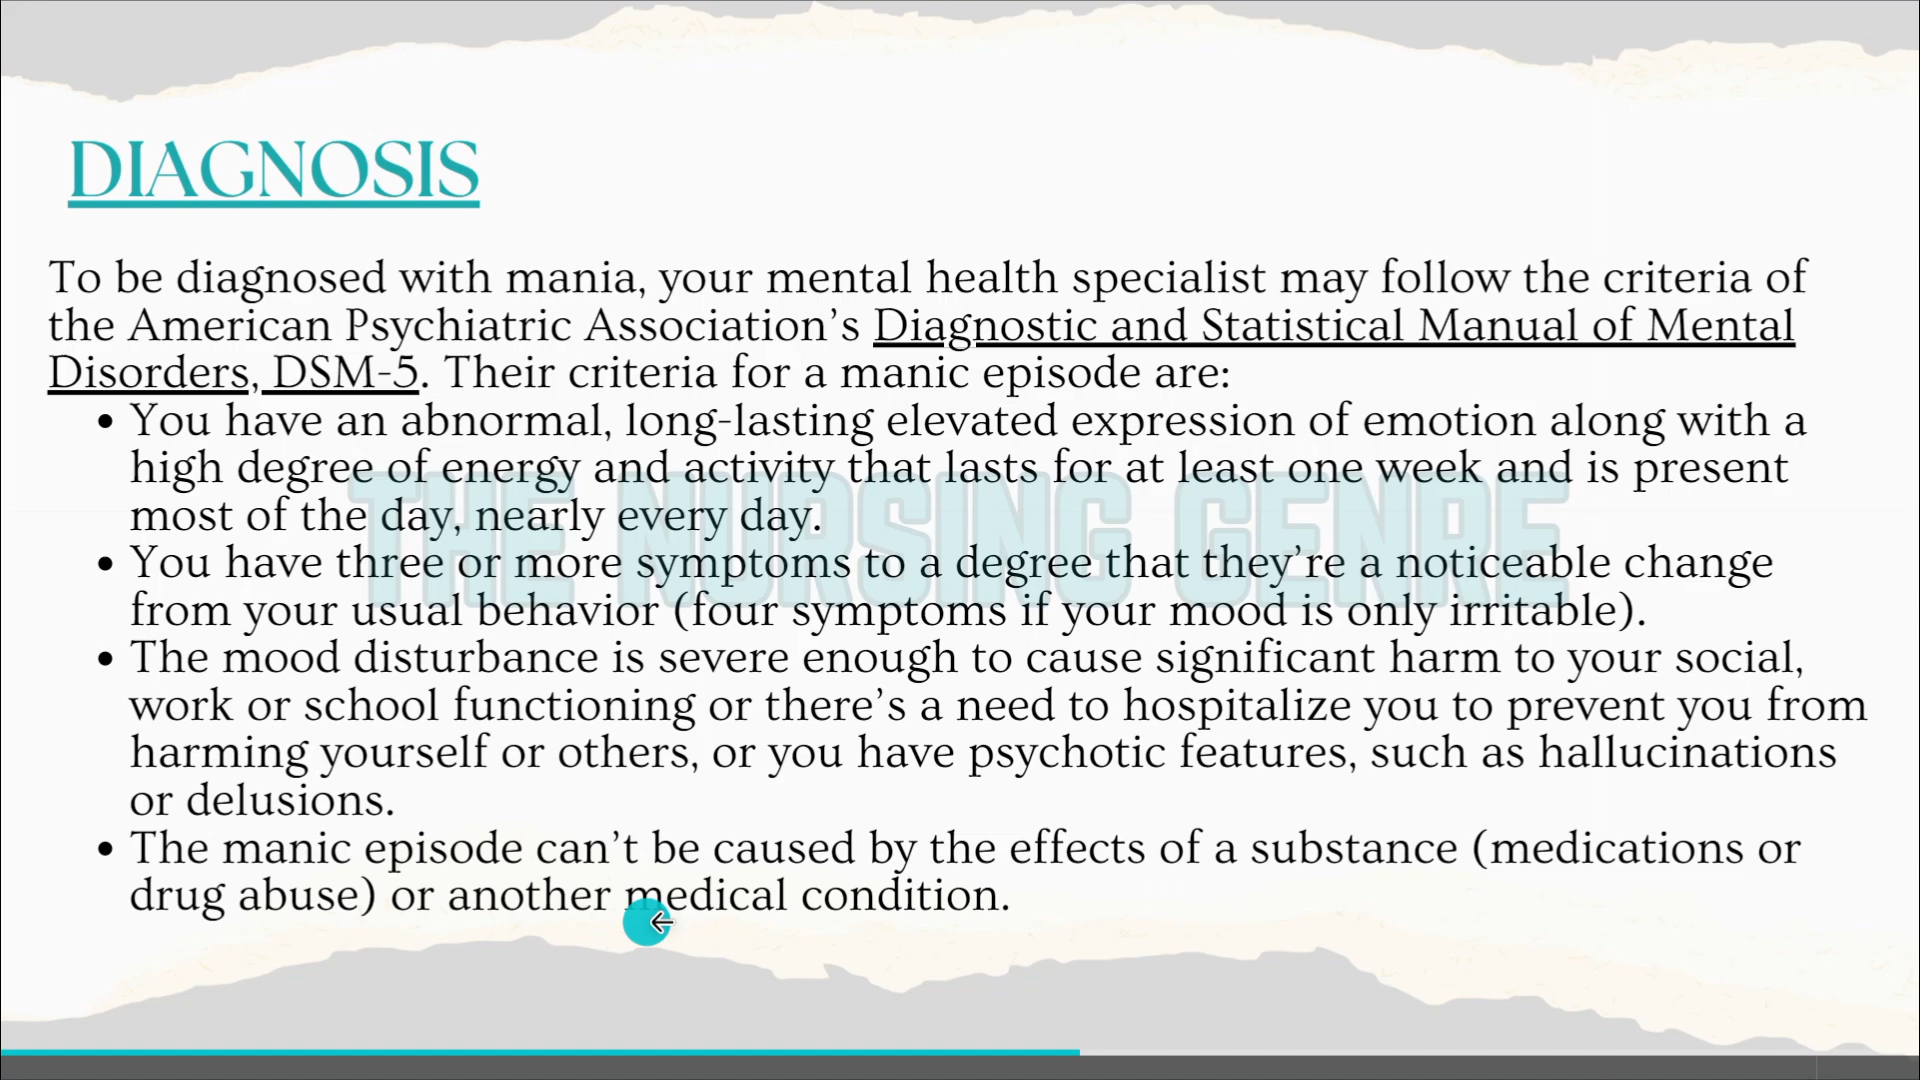 DIAGNOSIS
To be diagnosed with mania, your mental health specialist may follow the criteria of
the American Psychiatric Association’s Diagnostic and Statistical Manual of Mental
Disorders, DSM-5. Their criteria for a manic episode are:
• You have an abnormal, long-lasting elevated expression of emotion along with a
high degree of energy and activity that lasts for at least one week and is present
most of the day, nearly every day.
• You have three or more symptoms to a degree that they’re a noticeable change
from your usual behavior (four symptoms if your mood is only irritable).
• The mood disturbance is severe enough to cause significant harm to your social,
work or school functioning or there’s a need to hospitalize you to prevent you from
harming yourself or others, or you have psychotic features, such as hallucinations
or delusions.
• The manic episode can’t be caused by the effects of a substance (medications or
drug abuse) or another medical condition.
THE NURSING GENRE